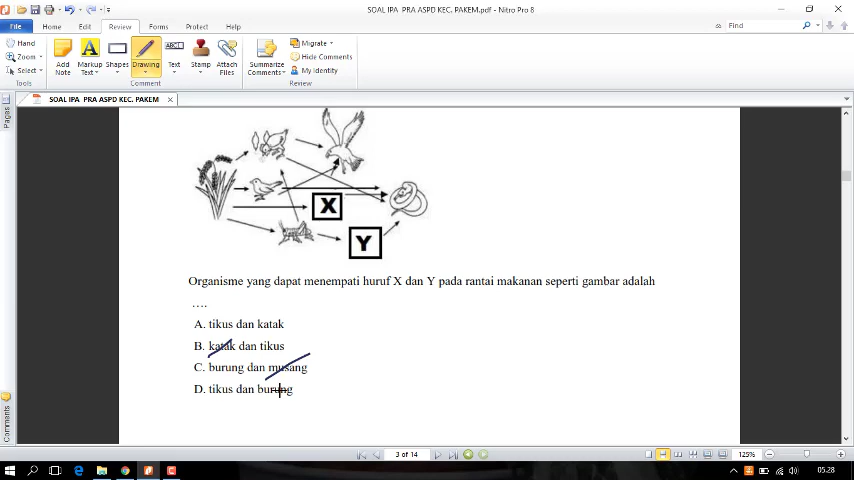 SOAL IPA PRA ASPD KEC. PAKEM.pdf - Nitro Pro 8
File Home Edit Review Forms Protect Help Find
Hand
Zoom
Select
Tools
Add Note
Markup Text
Shapes
Drawing
Text
Stamp
Attach Files
Comment
Summarize Comments
Migrate
Hide Comments
My Identity
Review
SOAL IPA PRA ASPD KEC. PAKEM
Pages
X
Y
Organisme yang dapat menempati huruf X dan Y pada rantai makanan seperti gambar adalah
....
A. tikus dan katak
B. katak dan tikus
C. burung dan musang
D. tikus dan burung
Comments
3 of 14
125%
05.28